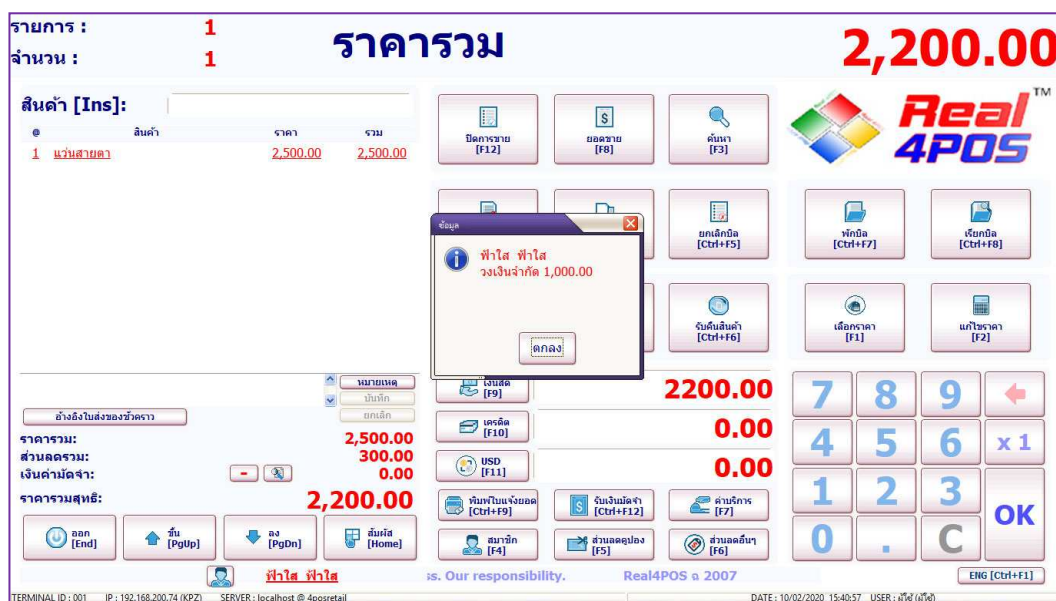 รายการ : 1
จำนวน : 1
ราคารวม
2,200.00
สินค้า [Ins]:
@ สินค้า ราคา รวม
1 แว่นสายตา 2,500.00 2,500.00
ปิดการขาย
[F12]
ยอดขาย
[F8]
ค้นหา
[F3]
Real TM
4POS
ยกเลิกบิล
[Ctrl+F5]
พักบิล
[Ctrl+F7]
เรียกบิล
[Ctrl+F8]
ข้อมูล
ฟ้าใส ฟ้าใส
วงเงินจำกัด 1,000.00
ตกลง
รับคืนสินค้า
[Ctrl+F6]
เลือกราคา
[F1]
แก้ไขราคา
[F2]
หมายเหตุ
บันทึก
ยกเลิก
อ้างอิงใบส่งของชั่วคราว
ราคารวม: 2,500.00
ส่วนลดรวม: 300.00
เงินค่ามัดจำ: - 0.00
ราคารวมสุทธิ: 2,200.00
เงินสด
[F9]
2200.00
เครดิต
[F10]
0.00
USD
[F11]
0.00
7 8 9
4 5 6 x 1
1 2 3 OK
0 . C
พิมพ์ใบแจ้งยอด
[Ctrl+F9]
รับเงินมัดจำ
[Ctrl+F12]
ค่าบริการ
[F7]
ออก
[End]
ขึ้น
[PgUp]
ลง
[PgDn]
สัมผัส
[Home]
สมาชิก
[F4]
ส่วนลดคูปอง
[F5]
ส่วนลดอื่นๆ
[F6]
ฟ้าใส ฟ้าใส
ss. Our responsibility. Real4POS ฉ 2007
ENG [Ctrl+F1]
TERMINAL ID : 001 IP : 192.168.200.74 (KPZ) SERVER : localhost @ 4posretail DATE : 10/02/2020 15:40:57 USER : ผู้ใช้ (ผู้ใช้)